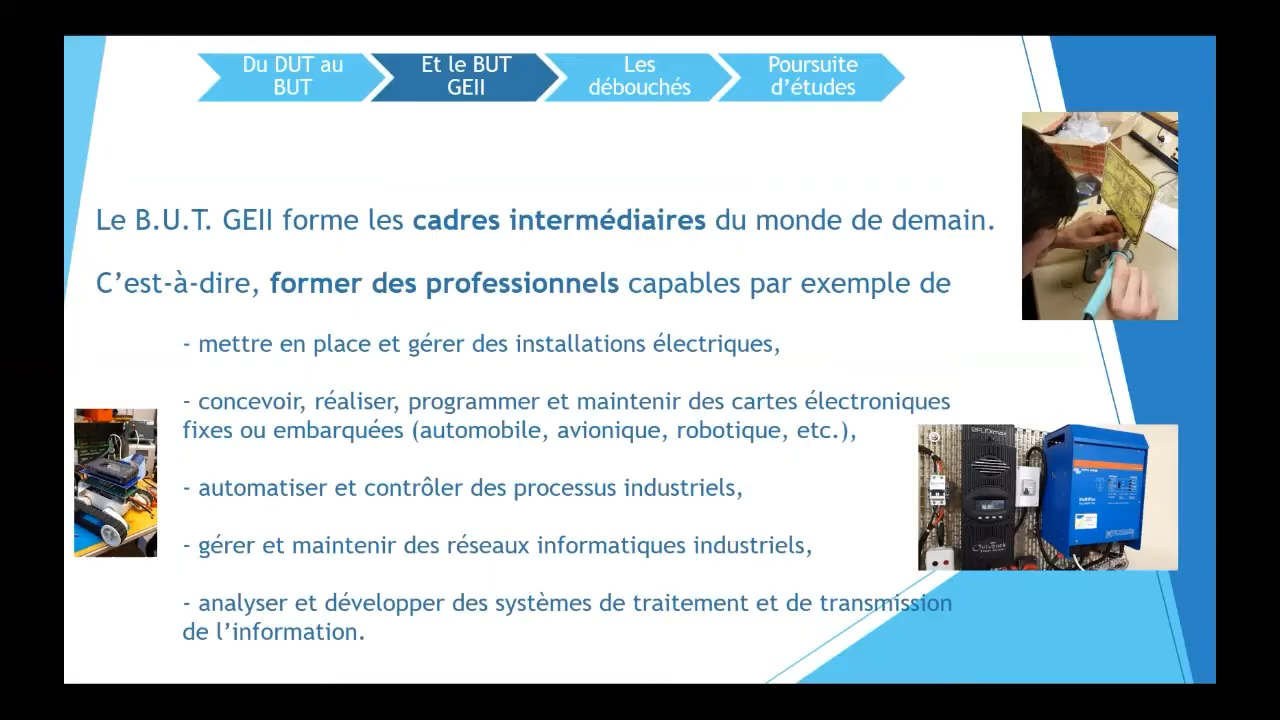 Du DUT au
BUT
Et le BUT
GEII
Les
débouchés
Poursuite
d’études
Le B.U.T. GEII forme les cadres intermédiaires du monde de demain.
C’est-à-dire, former des professionnels capables par exemple de
- mettre en place et gérer des installations électriques,
- concevoir, réaliser, programmer et maintenir des cartes électroniques
fixes ou embarquées (automobile, avionique, robotique, etc.),
- automatiser et contrôler des processus industriels,
- gérer et maintenir des réseaux informatiques industriels,
- analyser et développer des systèmes de traitement et de transmission
de l’information.